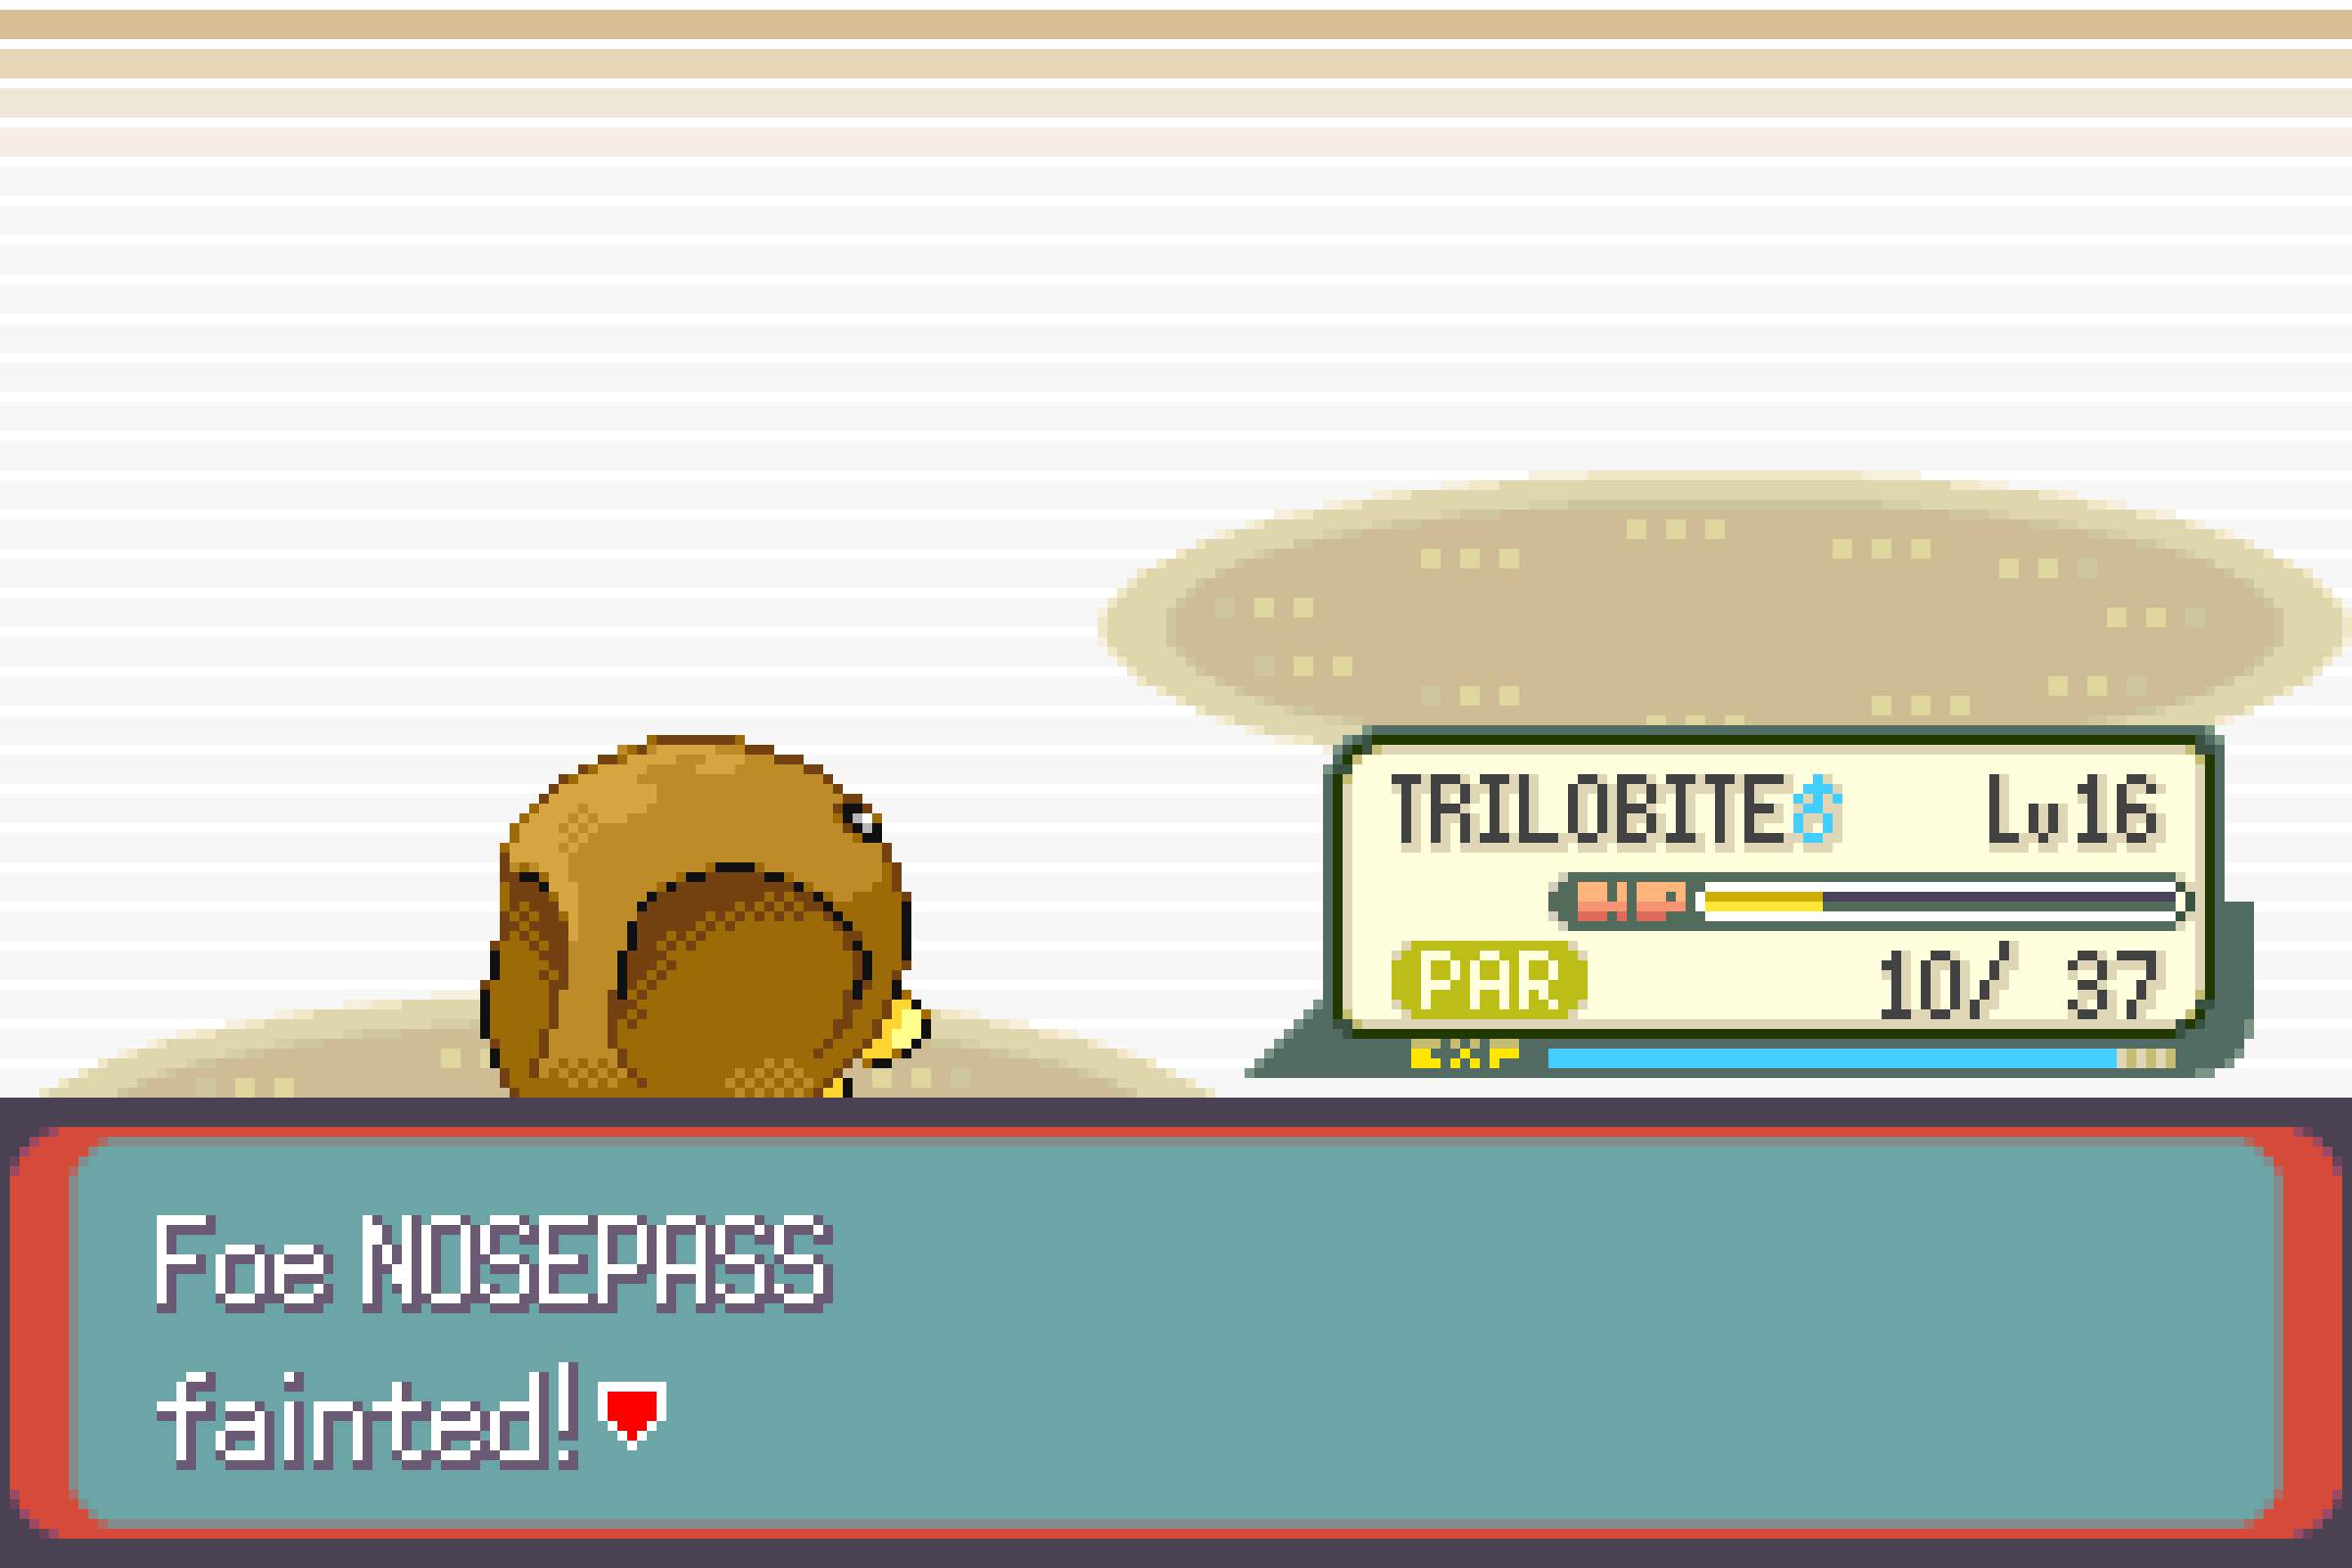 TRILOBITE♂ Lv16
HP
PAR 10/ 37
EXP
Foe NOSEPASS
fainted!